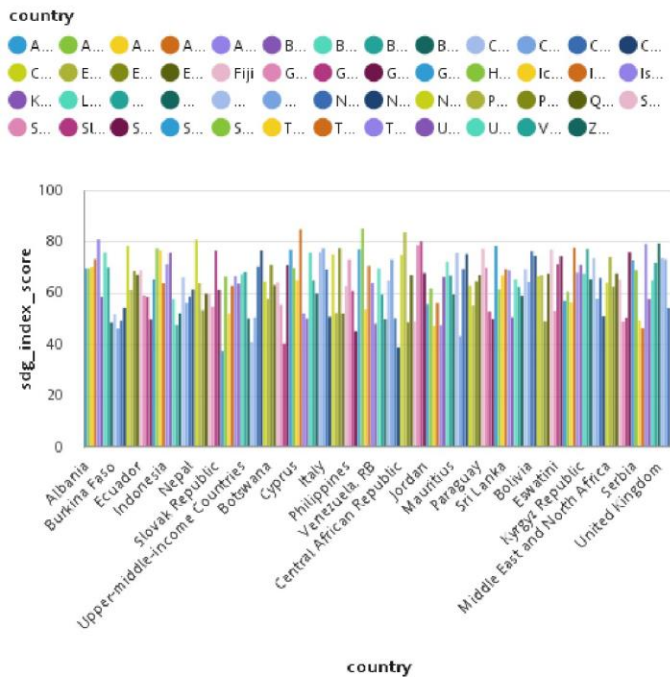 country
A... A... A... A... A... B... B... B... B... C... C... C... C...
C... E... E... E... Fiji G... G... G... G... H... Ic... I... Is...
K... L... ... ... ... ... N... N... N... P... P... Q... S...
S... Sl... S... S... S... T... T... T... U... U... V... Z...
100
80
60
40
20
0
sdg_index_score
Albania
Burkina Faso
Ecuador
Indonesia
Nepal
Slovak Republic
Upper-middle-income Countries
Botswana
Cyprus
Italy
Philippines
Venezuela, RB
Central African Republic
Jordan
Mauritius
Paraguay
Sri Lanka
Bolivia
Eswatini
Kyrgyz Republic
Middle East and North Africa
Serbia
United Kingdom
country